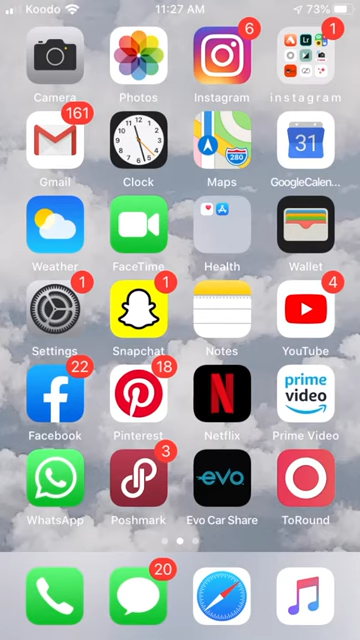 Koodo 11:27 AM 73%
6 1
Camera Photos Instagram instagram
161 12 31
280
Gmail Clock Maps GoogleCalen...
Weather FaceTime Health Wallet
1 1 4
Settings Snapchat Notes YouTube
22 18 N prime video
Facebook Pinterest Netflix Prime Video
3 evo
WhatsApp Poshmark Evo Car Share ToRound
20